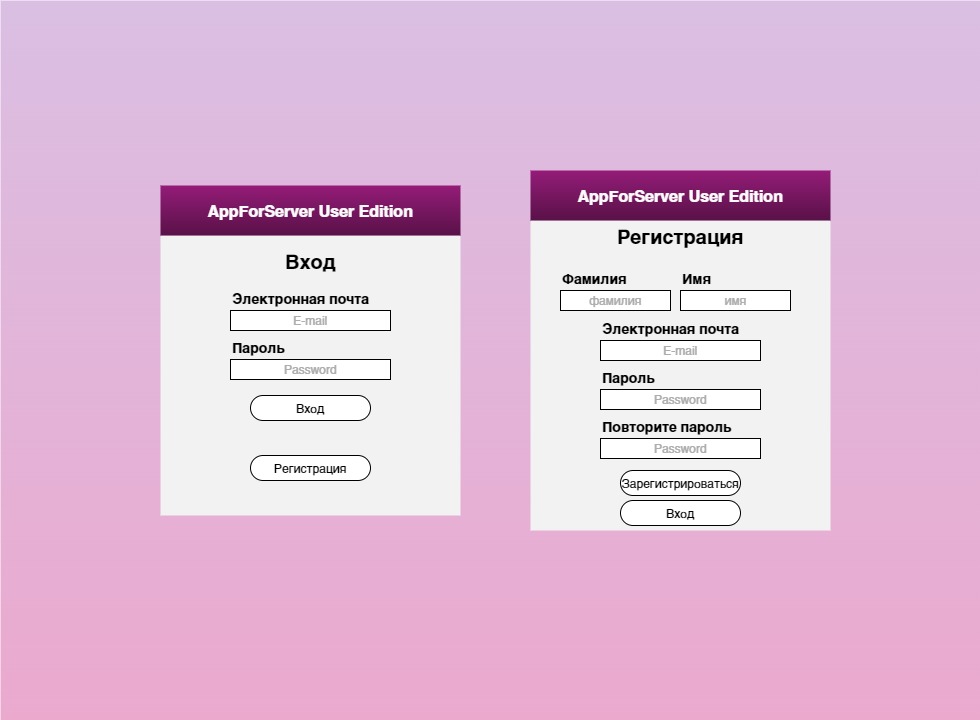 AppForServer User Edition
Вход
Электронная почта
E-mail
Пароль
Password
Вход
Регистрация
AppForServer User Edition
Регистрация
Фамилия Имя
фамилия имя
Электронная почта
E-mail
Пароль
Password
Повторите пароль
Password
Зарегистрироваться
Вход